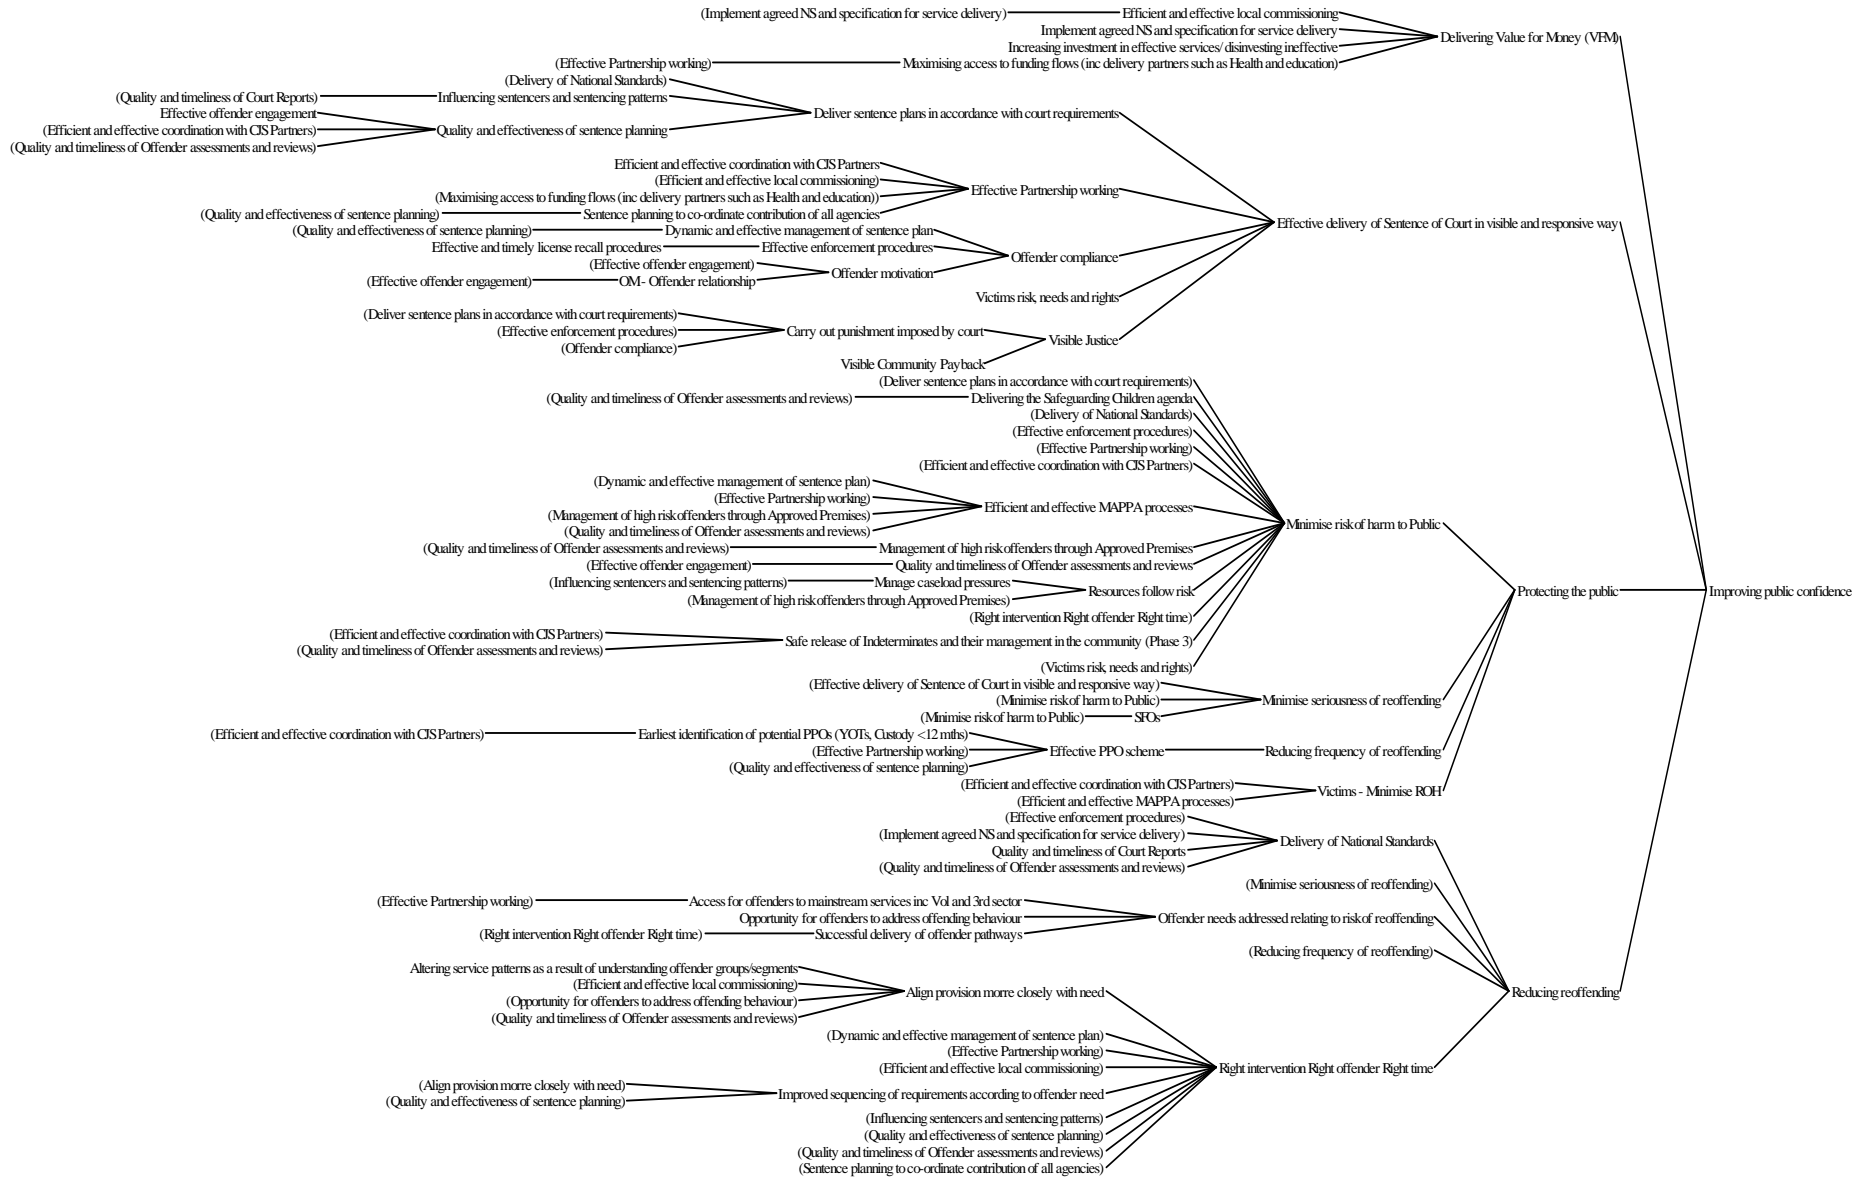 (Implement agreed NS and specification for service delivery) Efficient and effective local commissioning
Implement agreed NS and specification for service delivery
Delivering Value for Money (VFM)
Increasing investment in effective services/ disinvesting ineffective
(Effective Partnership working) Maximising access to funding flows (inc delivery partners such as Health and education)
(Delivery of National Standards)
(Quality and timeliness of Court Reports) Influencing sentencers and sentencing patterns
Effective offender engagement
Deliver sentence plans in accordance with court requirements
(Efficient and effective coordination with CJS Partners) Quality and effectiveness of sentence planning
(Quality and timeliness of Offender assessments and reviews)
Efficient and effective coordination with CJS Partners
(Efficient and effective local commissioning)
Effective Partnership working
(Maximising access to funding flows (inc delivery partners such as Health and education))
(Quality and effectiveness of sentence planning) Sentence planning to co-ordinate contribution of all agencies
Effective delivery of Sentence of Court in visible and responsive way
(Quality and effectiveness of sentence planning) Dynamic and effective management of sentence plan
Effective and timely license recall procedures Effective enforcement procedures
Offender compliance
(Effective offender engagement)
Offender motivation
(Effective offender engagement) OM - Offender relationship
Victims risk, needs and rights
(Deliver sentence plans in accordance with court requirements)
(Effective enforcement procedures) Carry out punishment imposed by court
Visible Justice
(Offender compliance)
Visible Community Payback
(Deliver sentence plans in accordance with court requirements)
(Quality and timeliness of Offender assessments and reviews) Delivering the Safeguarding Children agenda
(Delivery of National Standards)
(Effective enforcement procedures)
(Effective Partnership working)
(Efficient and effective coordination with CJS Partners)
(Dynamic and effective management of sentence plan)
(Effective Partnership working)
Efficient and effective MAPPA processes
(Management of high risk offenders through Approved Premises)
Minimise risk of harm to Public
(Quality and timeliness of Offender assessments and reviews)
(Quality and timeliness of Offender assessments and reviews) Management of high risk offenders through Approved Premises
(Effective offender engagement) Quality and timeliness of Offender assessments and reviews
(Influencing sentencers and sentencing patterns) Manage caseload pressures
Resources follow risk
Protecting the public Improving public confidence
(Management of high risk offenders through Approved Premises)
(Right intervention Right offender Right time)
(Efficient and effective coordination with CJS Partners)
Safe release of Indeterminates and their management in the community (Phase 3)
(Quality and timeliness of Offender assessments and reviews)
(Victims risk, needs and rights)
(Effective delivery of Sentence of Court in visible and responsive way)
(Minimise risk of harm to Public) Minimise seriousness of reoffending
(Minimise risk of harm to Public) SFOs
(Efficient and effective coordination with CJS Partners) Earliest identification of potential PPOs (YOTs, Custody <12 mths)
(Effective Partnership working) Effective PPO scheme Reducing frequency of reoffending
(Quality and effectiveness of sentence planning)
(Efficient and effective coordination with CJS Partners)
Victims - Minimise ROH
(Efficient and effective MAPPA processes)
(Effective enforcement procedures)
(Implement agreed NS and specification for service delivery)
Delivery of National Standards
Quality and timeliness of Court Reports
(Quality and timeliness of Offender assessments and reviews)
(Minimise seriousness of reoffending)
(Effective Partnership working) Access for offenders to mainstream services inc Vol and 3rd sector
Opportunity for offenders to address offending behaviour Offender needs addressed relating to risk of reoffending
(Right intervention Right offender Right time) Successful delivery of offender pathways
(Reducing frequency of reoffending)
Altering service patterns as a result of understanding offender groups/segments
(Efficient and effective local commissioning)
Align provision morre closely with need Reducing reoffending
(Opportunity for offenders to address offending behaviour)
(Quality and timeliness of Offender assessments and reviews)
(Dynamic and effective management of sentence plan)
(Effective Partnership working)
(Efficient and effective local commissioning) Right intervention Right offender Right time
(Align provision morre closely with need)
Improved sequencing of requirements according to offender need
(Quality and effectiveness of sentence planning)
(Influencing sentencers and sentencing patterns)
(Quality and effectiveness of sentence planning)
(Quality and timeliness of Offender assessments and reviews)
(Sentence planning to co-ordinate contribution of all agencies)